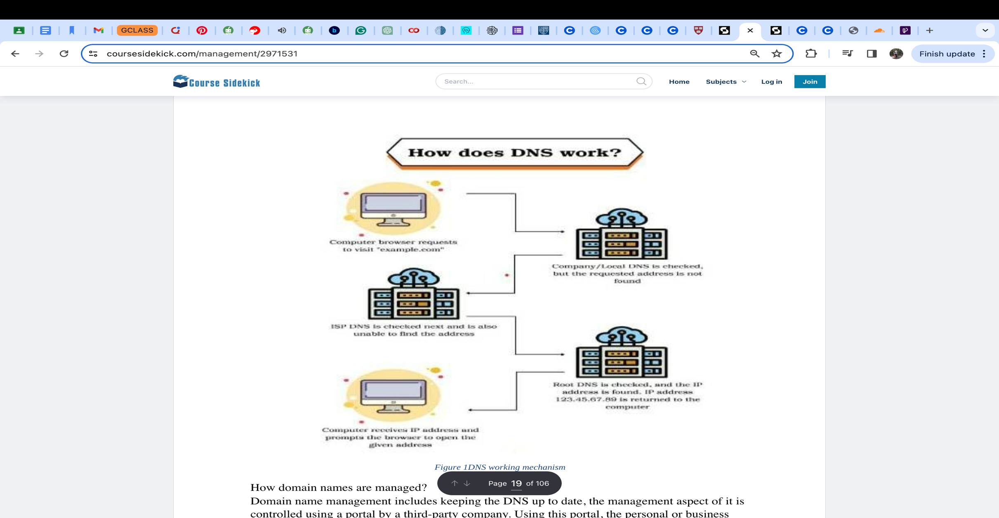 GCLASS
coursesidekick.com/management/2971531
Finish update
Course Sidekick
Search...
Home
Subjects
Log in
Join
How does DNS work?
Computer browser requests
to visit "example.com"
Company/Local DNS is checked,
but the requested address is not
found
ISP DNS is checked next and is also
unable to find the address
Root DNS is checked, and the IP
address is found. IP address
123.45.67.89 is returned to the
computer
Computer receives IP address and
prompts the browser to open the
given address
Figure 1DNS working mechanism
Page 19 of 106
How domain names are managed?
Domain name management includes keeping the DNS up to date, the management aspect of it is
controlled using a portal by a third-party company. Using this portal, the personal or business